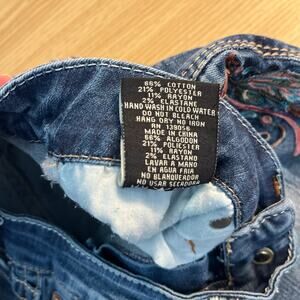 66% COTTON
21% POLYESTER
11% RAYON
2% ELASTANE
HAND WASH IN COLD WATER
DO NOT BLEACH
HANG DRY NO IRON
RN 139056
MADE IN CHINA
66% ALGODON
21% POLIESTER
11% RAYON
2% ELASTAND
LAVAR A MANO
EN AGUA FRIA
NO BLANQUEADOR
NO USAR SECADORA